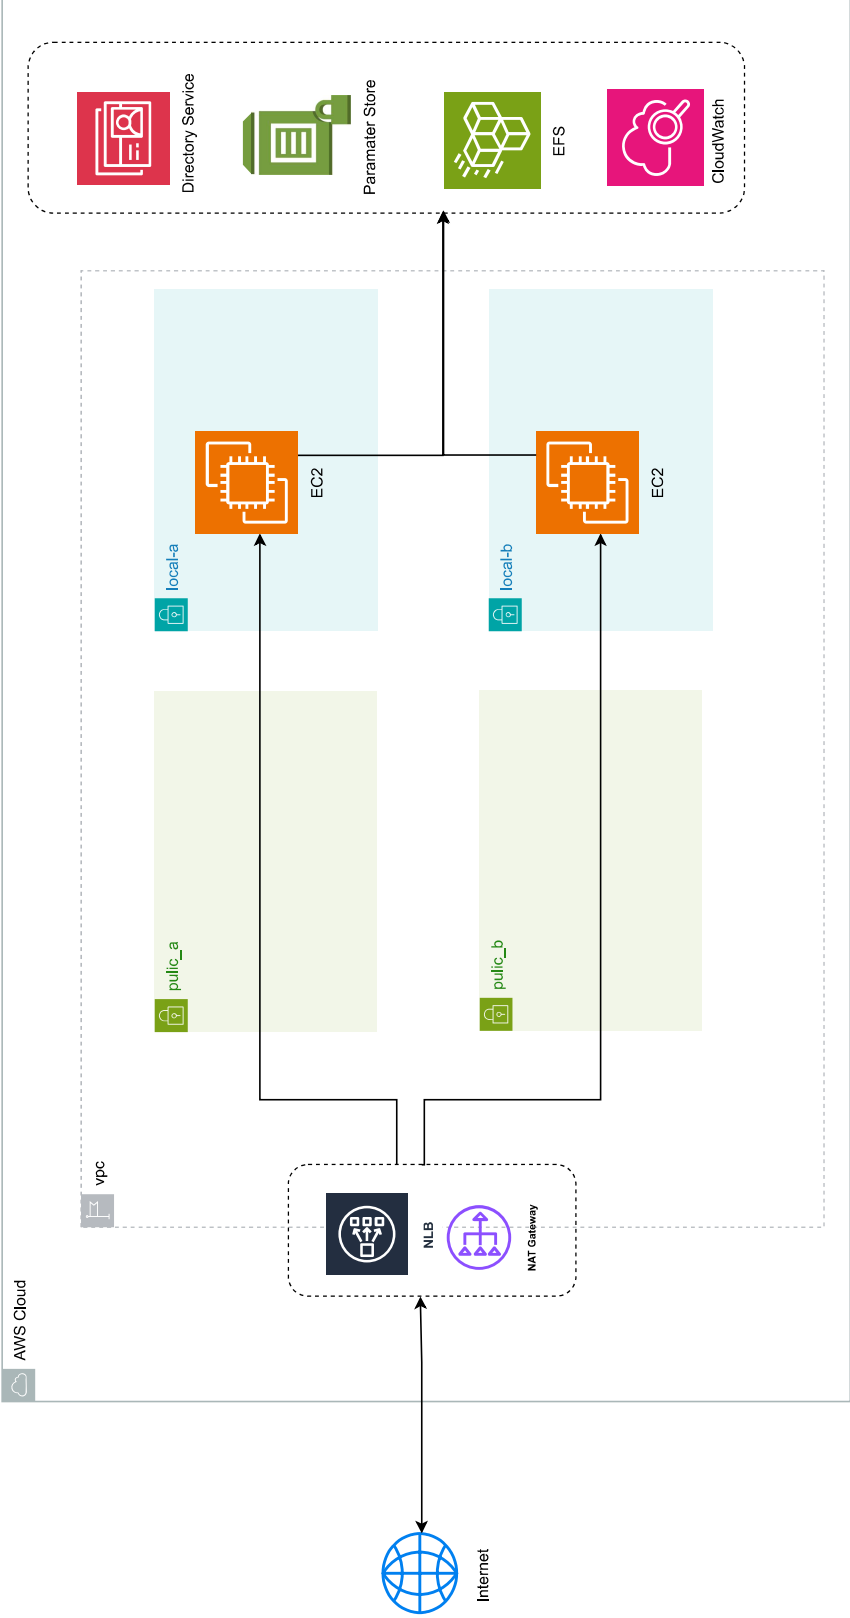 Internet
AWS Cloud
vpc
NLB
NAT Gateway
pulic_a
pulic_b
local-a
local-b
EC2
EC2
Directory Service
Paramater Store
EFS
CloudWatch